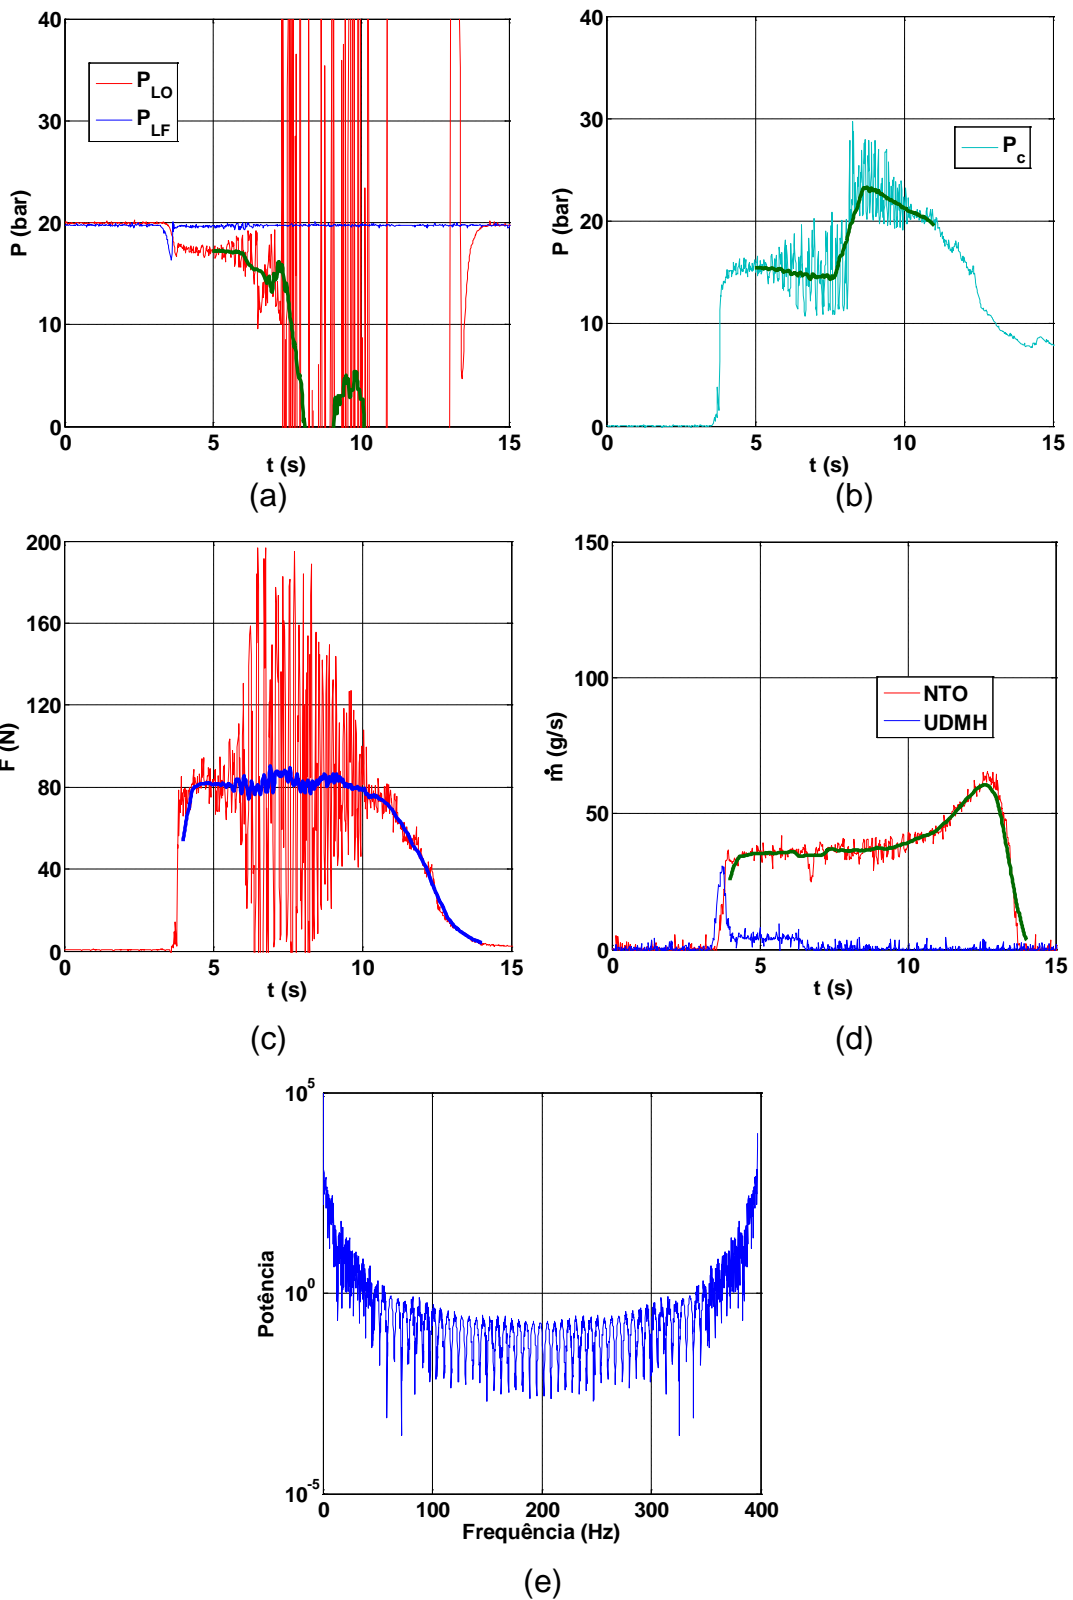 40
30
20
10
0
P (bar)
P_LO
P_LF
0 5 10 15
t (s)
(a)
40
30
20
10
0
P (bar)
P_c
0 5 10 15
t (s)
(b)
200
160
120
80
40
0
F (N)
0 5 10 15
t (s)
(c)
150
100
50
0
ṁ (g/s)
NTO
UDMH
0 5 10 15
t (s)
(d)
10^5
10^0
10^-5
Potência
0 100 200 300 400
Frequência (Hz)
(e)